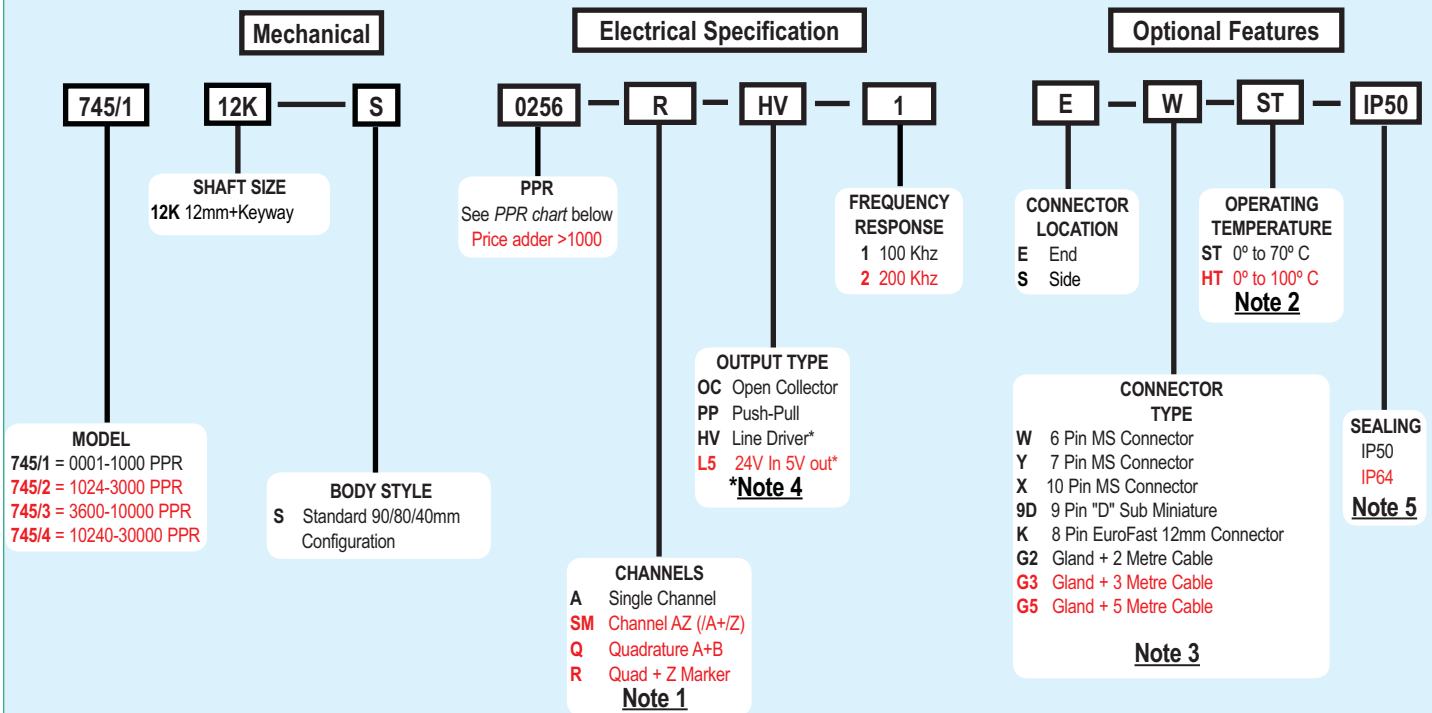 Mechanical
Electrical Specification
Optional Features
745/1
12K
S
0256
R
HV
1
E
W
ST
IP50
SHAFT SIZE
12K 12mm+Keyway
PPR
See PPR chart below
Price adder >1000
FREQUENCY
RESPONSE
1 100 Khz
2 200 Khz
CONNECTOR
LOCATION
E End
S Side
OPERATING
TEMPERATURE
ST 0º to 70º C
HT 0º to 100º C
Note 2
MODEL
745/1 = 0001-1000 PPR
745/2 = 1024-3000 PPR
745/3 = 3600-10000 PPR
745/4 = 10240-30000 PPR
BODY STYLE
S Standard 90/80/40mm
Configuration
OUTPUT TYPE
OC Open Collector
PP Push-Pull
HV Line Driver*
L5 24V In 5V out*
*Note 4
CHANNELS
A Single Channel
SM Channel AZ (/A+/Z)
Q Quadrature A+B
R Quad + Z Marker
Note 1
CONNECTOR
TYPE
W 6 Pin MS Connector
Y 7 Pin MS Connector
X 10 Pin MS Connector
9D 9 Pin "D" Sub Miniature
K 8 Pin EuroFast 12mm Connector
G2 Gland + 2 Metre Cable
G3 Gland + 3 Metre Cable
G5 Gland + 5 Metre Cable
Note 3
SEALING
IP50
IP64
Note 5